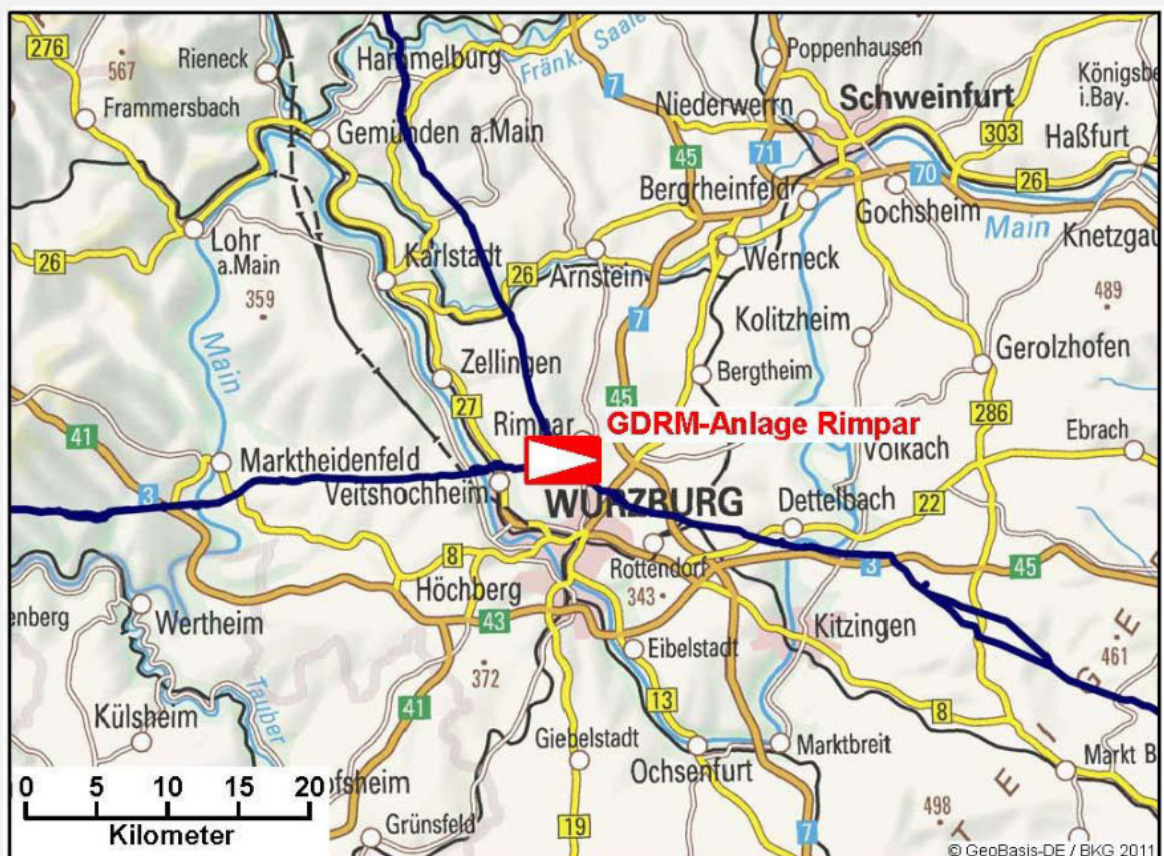 276
567
Rieneck
Hammelburg
Fränk. Saale
7
Poppenhausen
Königsbe
i.Bay.
Frammersbach
Gemünden a.Main
Niederwerrn
Schweinfurt
303
Haßfurt
45
71
70
26
Bergrheinfeld
Gochsheim
Main
Knetzgau
Lohr
a.Main
26
Karlstadt
26
Arnstein
Werneck
359
7
489
Main
Kolitzheim
Zellingen
Bergtheim
Gerolzhofen
27
45
286
41
Rimpar
GDRM-Anlage Rimpar
Volkach
Ebrach
Marktheidenfeld
3
Veitshöchheim
WÜRZBURG
Dettelbach
22
8
Rottendorf
3
45
Höchberg
343
enberg
Wertheim
43
Kitzingen
461
Eibelstadt
372
Tauber
41
13
8
Külsheim
Giebelstadt
Marktbreit
Ochsenfurt
Markt B
0 5 10 15 20
Kilometer
ofsheim
Grünsfeld
19
7
498
T E I G E
© GeoBasis-DE / BKG 2011